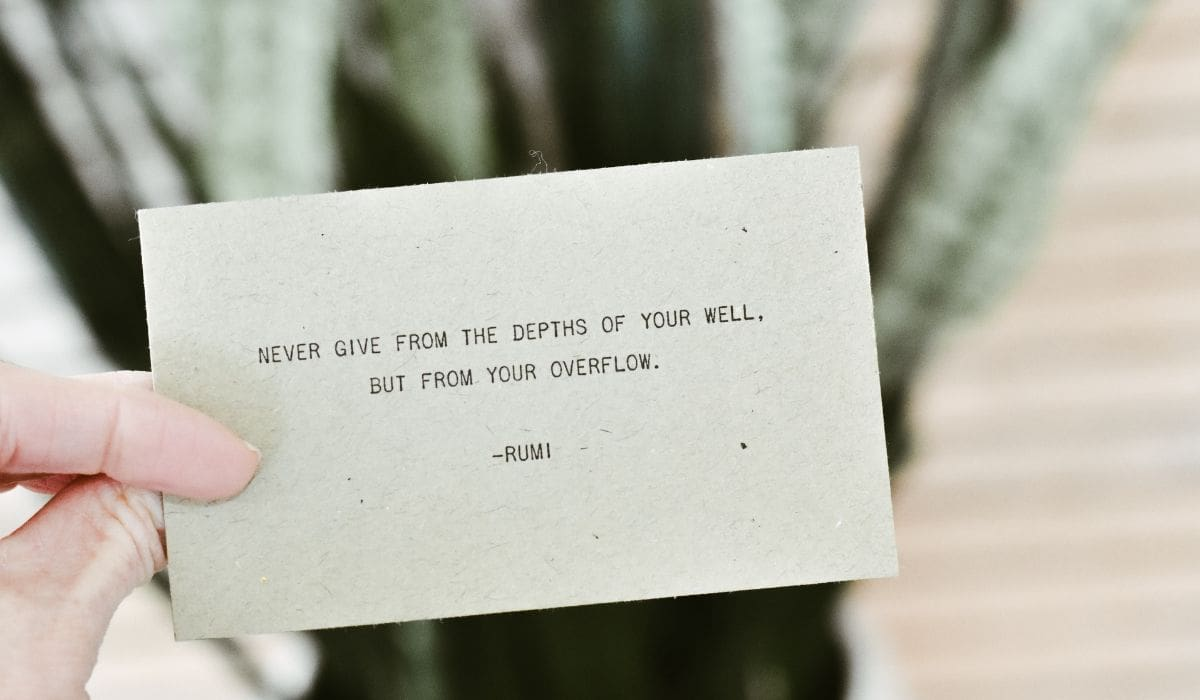 NEVER GIVE FROM THE DEPTHS OF YOUR WELL,
BUT FROM YOUR OVERFLOW.
-RUMI